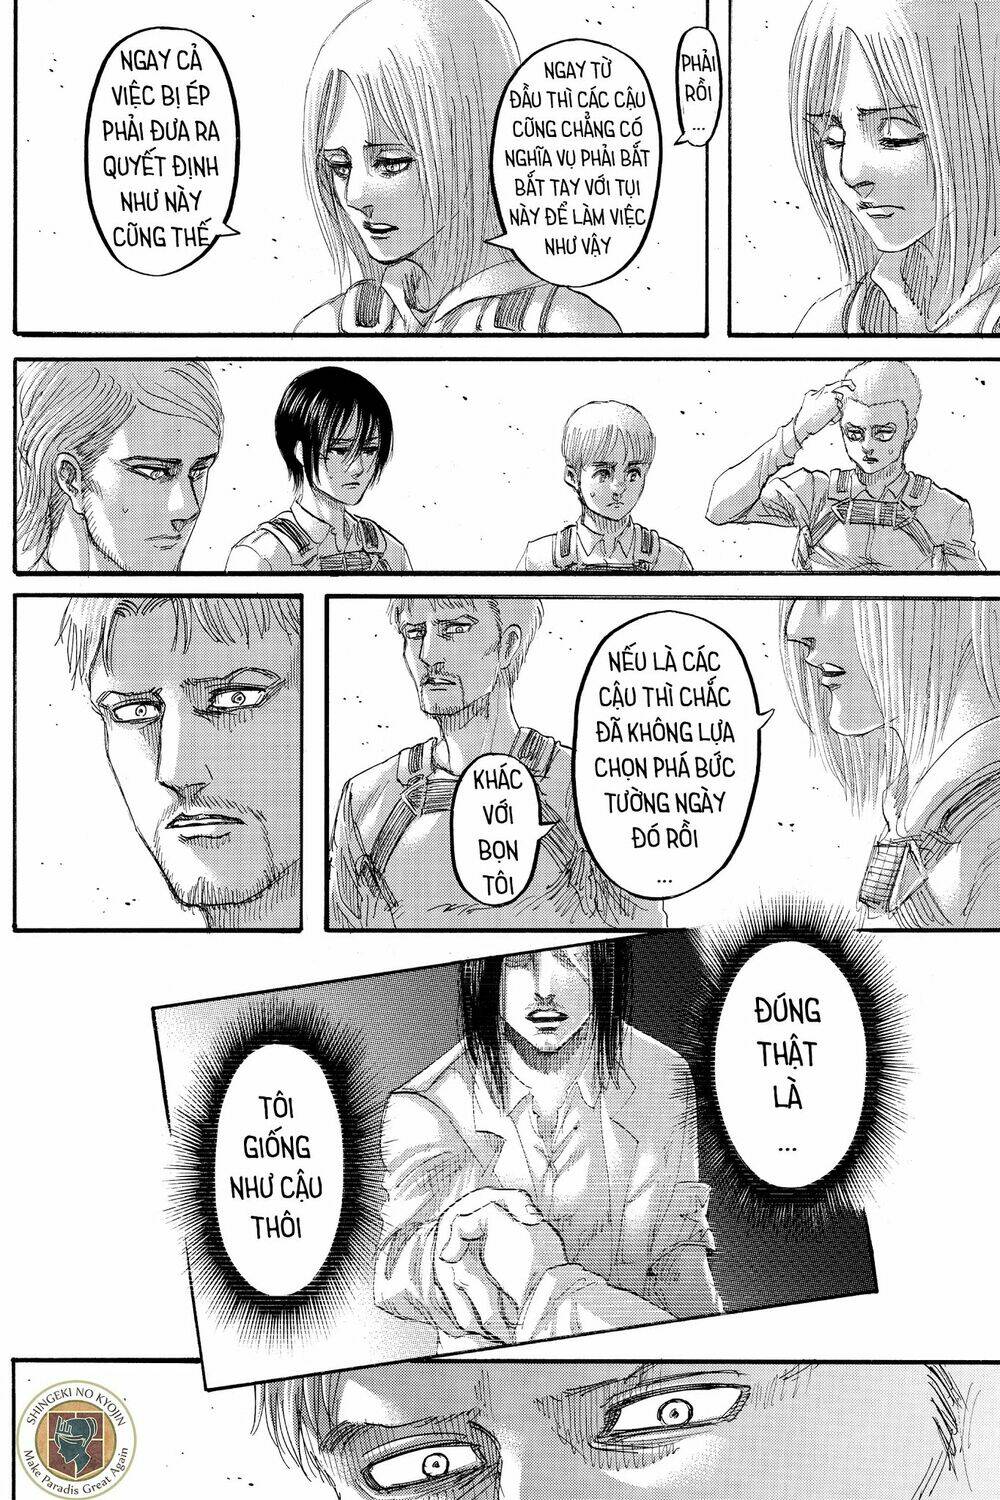 PHẢI
RỒI
...
NGAY TỪ
ĐẦU THÌ CÁC CẬU
CŨNG CHẲNG CÓ
NGHĨA VỤ PHẢI BẮT
BẮT TAY VỚI TỤI
NÀY ĐỂ LÀM VIỆC
NHƯ VẬY
NGAY CẢ
VIỆC BỊ ÉP
PHẢI ĐƯA RA
QUYẾT ĐỊNH
NHƯ NÀY
CŨNG THẾ
NẾU LÀ CÁC
CẬU THÌ CHẮC
ĐÃ KHÔNG LỰA
CHỌN PHÁ BỨC
TƯỜNG NGÀY
ĐÓ RỒI
...
KHÁC
VỚI
BỌN
TÔI
ĐÚNG
THẬT
LÀ
...
TÔI
GIỐNG
NHƯ CẬU
THÔI
SHINGEKI NO KYOJIN
Make Paradis Great Again